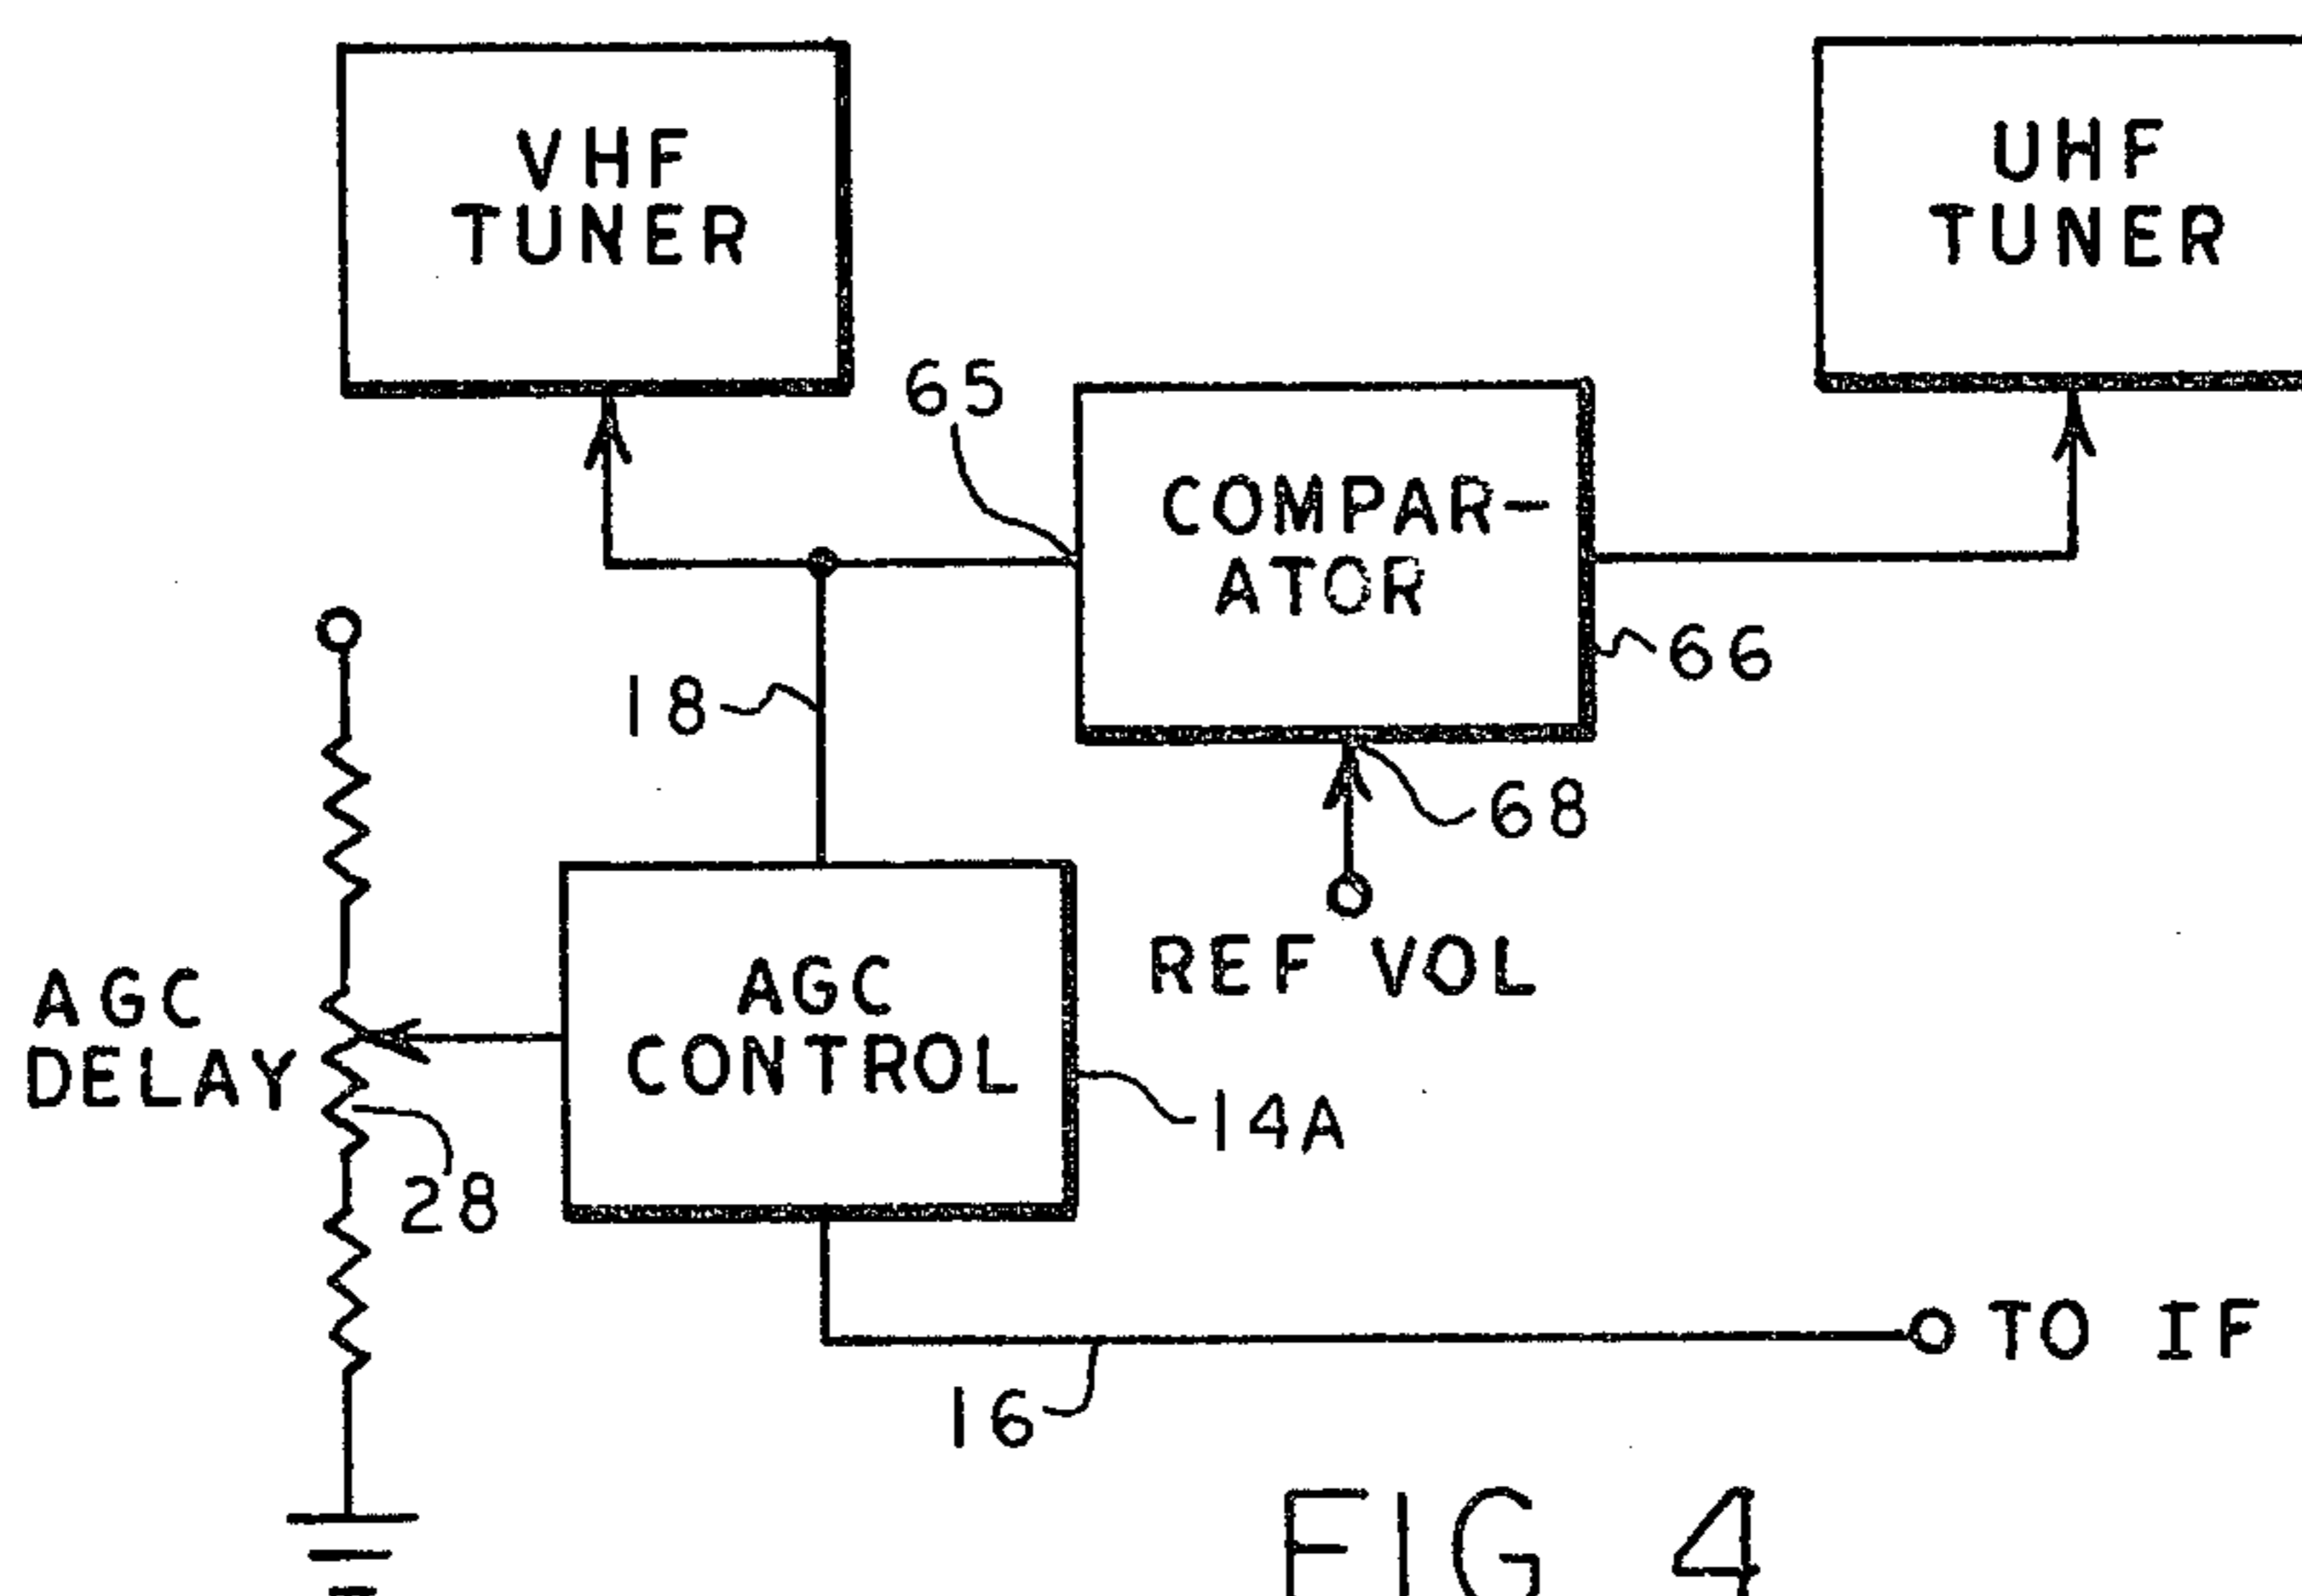 VHF
TUNER
UHF
TUNER
65
COMPAR-
ATOR
66
18
68
REF VOL
AGC
DELAY
AGC
CONTROL
14A
28
TO IF
16
FIG 4